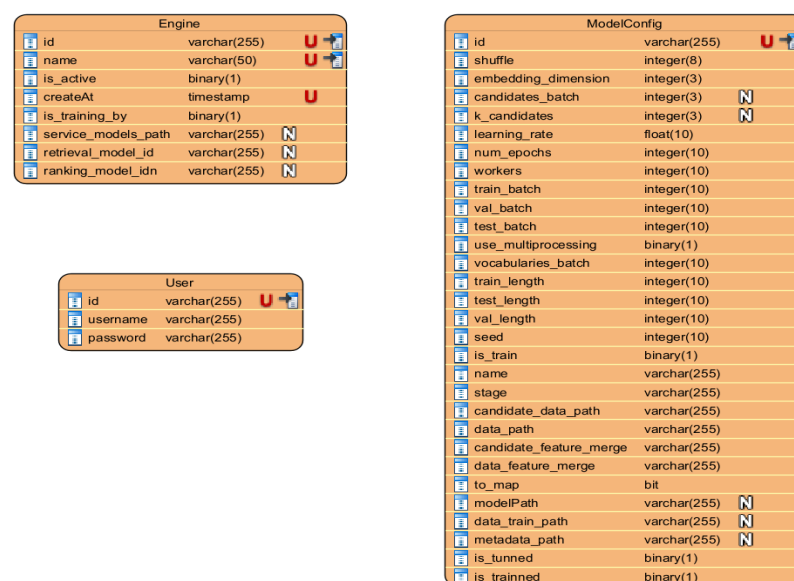 Engine
id varchar(255) U
name varchar(50) U
is_active binary(1)
createAt timestamp U
is_training_by binary(1)
service_models_path varchar(255) N
retrieval_model_id varchar(255) N
ranking_model_idn varchar(255) N
User
id varchar(255) U
username varchar(255)
password varchar(255)
ModelConfig
id varchar(255) U
shuffle integer(8)
embedding_dimension integer(3)
candidates_batch integer(3) N
k_candidates integer(3) N
learning_rate float(10)
num_epochs integer(10)
workers integer(10)
train_batch integer(10)
val_batch integer(10)
test_batch integer(10)
use_multiprocessing binary(1)
vocabularies_batch integer(10)
train_length integer(10)
test_length integer(10)
val_length integer(10)
seed integer(10)
is_train binary(1)
name varchar(255)
stage varchar(255)
candidate_data_path varchar(255)
data_path varchar(255)
candidate_feature_merge varchar(255)
data_feature_merge varchar(255)
to_map bit
modelPath varchar(255) N
data_train_path varchar(255) N
metadata_path varchar(255) N
is_tunned binary(1)
is_trainned binary(1)